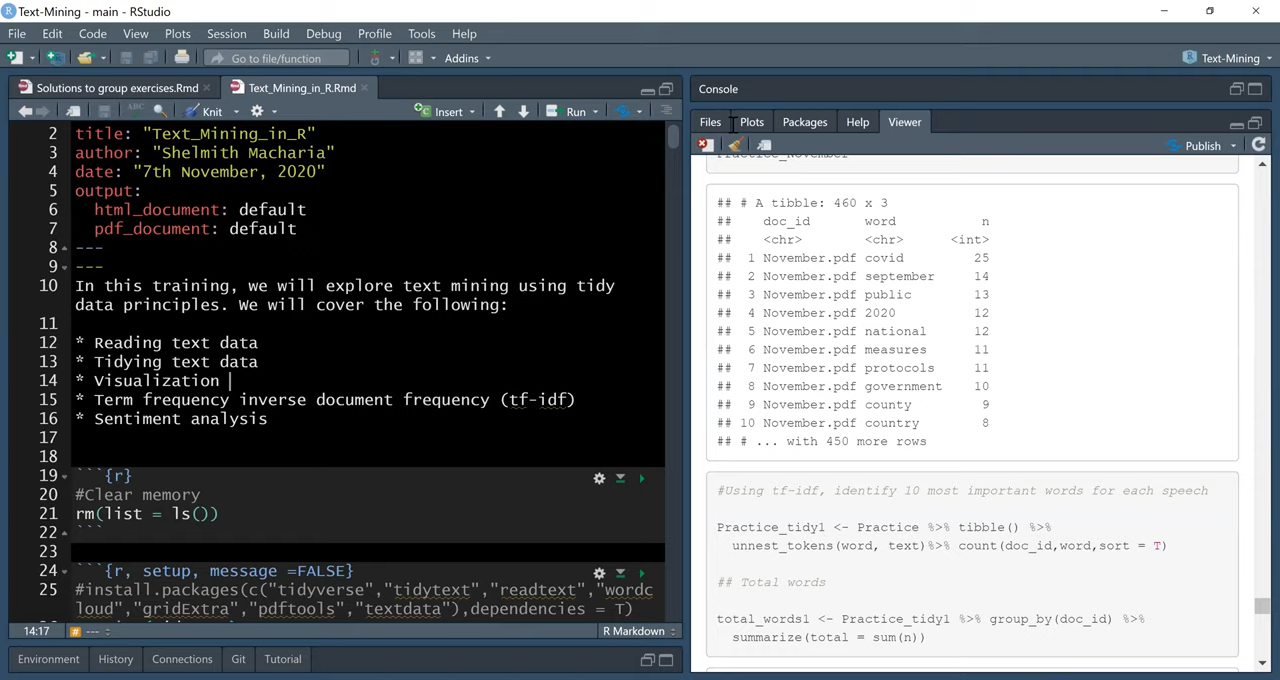 Text-Mining - main - RStudio
File Edit Code View Plots Session Build Debug Profile Tools Help
Go to file/function Addins Text-Mining
Solutions to group exercises.Rmd Text_Mining_in_R.Rmd
Knit Insert Run
2 title: "Text_Mining_in_R"
3 author: "Shelmith Macharia"
4 date: "7th November, 2020"
5 output:
6 html_document: default
7 pdf_document: default
8 ---
9 ---
10 In this training, we will explore text mining using tidy
data principles. We will cover the following:
11
12 * Reading text data
13 * Tidying text data
14 * Visualization
15 * Term frequency inverse document frequency (tf-idf)
16 * Sentiment analysis
17
18
19 ```{r}
20 #Clear memory
21 rm(list = ls())
22 ```
23
24 ```{r, setup, message =FALSE}
25 #install.packages(c("tidyverse","tidytext","readtext","wordc
loud","gridExtra","pdftools","textdata"),dependencies = T)
14:17 # --- R Markdown
Environment History Connections Git Tutorial
Console
Files Plots Packages Help Viewer
Publish
Practice_November
## # A tibble: 460 x 3
## doc_id word n
## <chr> <chr> <int>
## 1 November.pdf covid 25
## 2 November.pdf september 14
## 3 November.pdf public 13
## 4 November.pdf 2020 12
## 5 November.pdf national 12
## 6 November.pdf measures 11
## 7 November.pdf protocols 11
## 8 November.pdf government 10
## 9 November.pdf county 9
## 10 November.pdf country 8
## # ... with 450 more rows
#Using tf-idf, identify 10 most important words for each speech
Practice_tidy1 <- Practice %>% tibble() %>%
unnest_tokens(word, text)%>% count(doc_id,word,sort = T)
## Total words
total_words1 <- Practice_tidy1 %>% group_by(doc_id) %>%
summarize(total = sum(n))